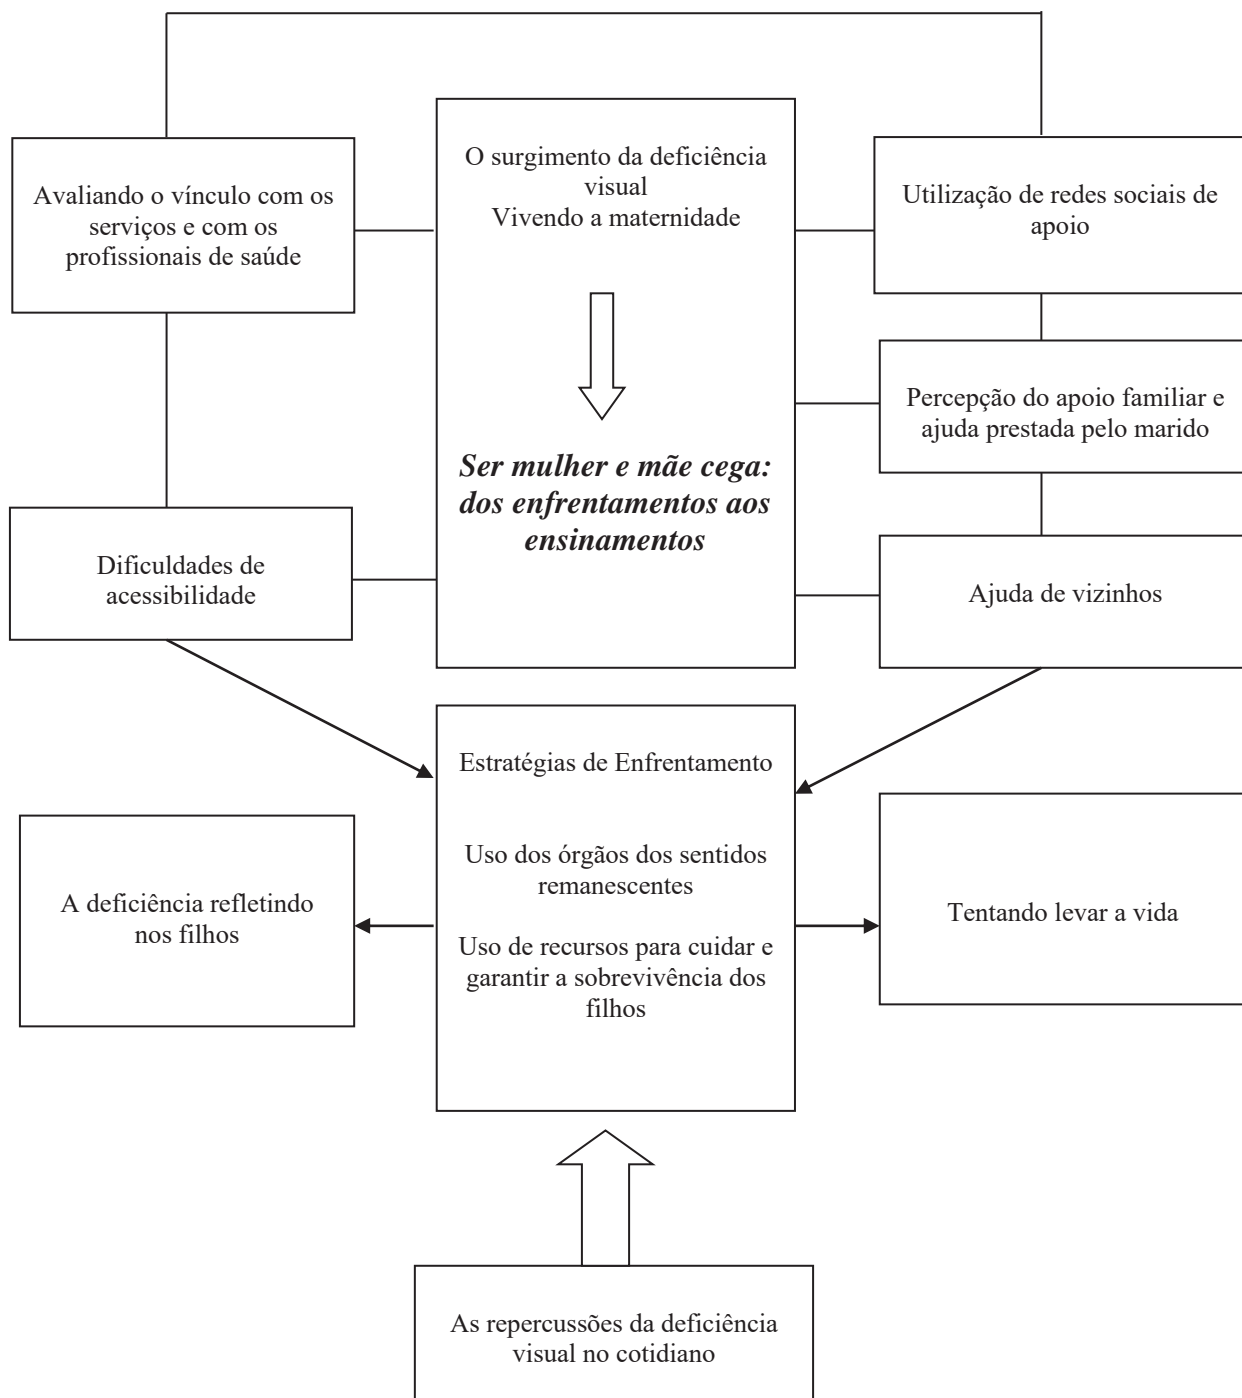 O surgimento da deficiência
visual
Vivendo a maternidade
Avaliando o vínculo com os
serviços e com os
profissionais de saúde
Utilização de redes sociais de
apoio
Percepção do apoio familiar e
ajuda prestada pelo marido
Ser mulher e mãe cega:
dos enfrentamentos aos
ensinamentos
Dificuldades de
acessibilidade
Ajuda de vizinhos
Estratégias de Enfrentamento
Uso dos órgãos dos sentidos
remanescentes
Uso de recursos para cuidar e
garantir a sobrevivência dos
filhos
A deficiência refletindo
nos filhos
Tentando levar a vida
As repercussões da deficiência
visual no cotidiano